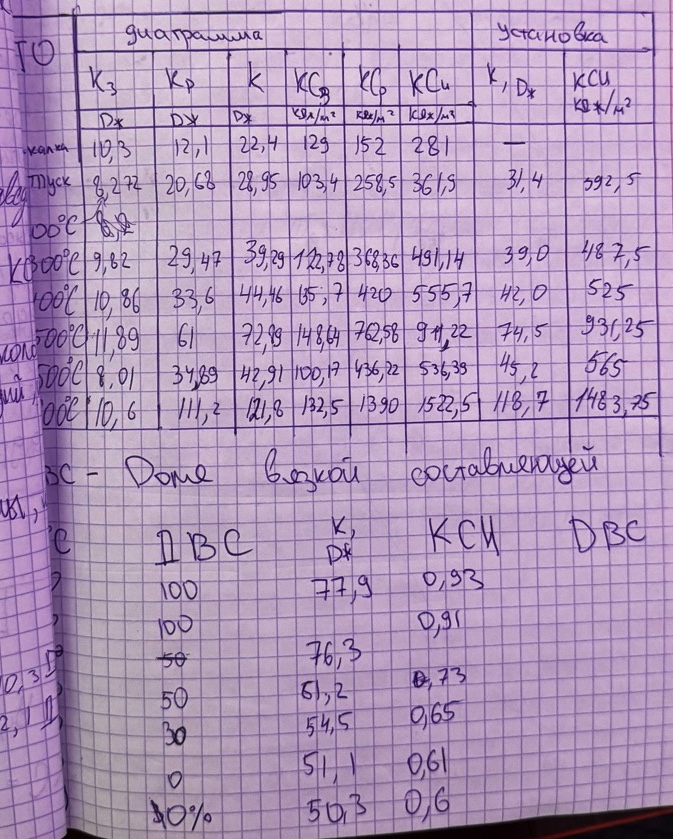 диаграмма установка
ТО Kз Kр K КСз КСр КСи K, Дж КСИ
Дж Дж Дж кДж/м² кДж/м² кДж/м² кДж/м²
калка 10,3 12,1 22,4 129 152 281 —
тпуск 8,272 20,68 28,95 103,4 258,5 361,9 31,4 392,5
00°C
300°C 9,82 29,47 39,29 122,78 368,36 491,14 39,0 487,5
400°C 10,86 33,6 44,46 135,7 420 555,7 42,0 525
500°C 11,89 61 72,89 148,64 762,58 911,22 74,5 931,25
500°C 8,01 34,89 42,91 100,17 436,22 536,39 45,2 565
00°C 10,6 111,2 121,8 132,5 1390 1522,5 118,7 1483,75
ВС - Доля вязкой составляющей
°C ДВС K, Дж КСИ ДВС
100 77,9 0,93
100 0,91
50 76,3
50 61,2 0,73
30 54,5 0,65
0 51,1 0,61
10% 50,3 0,6